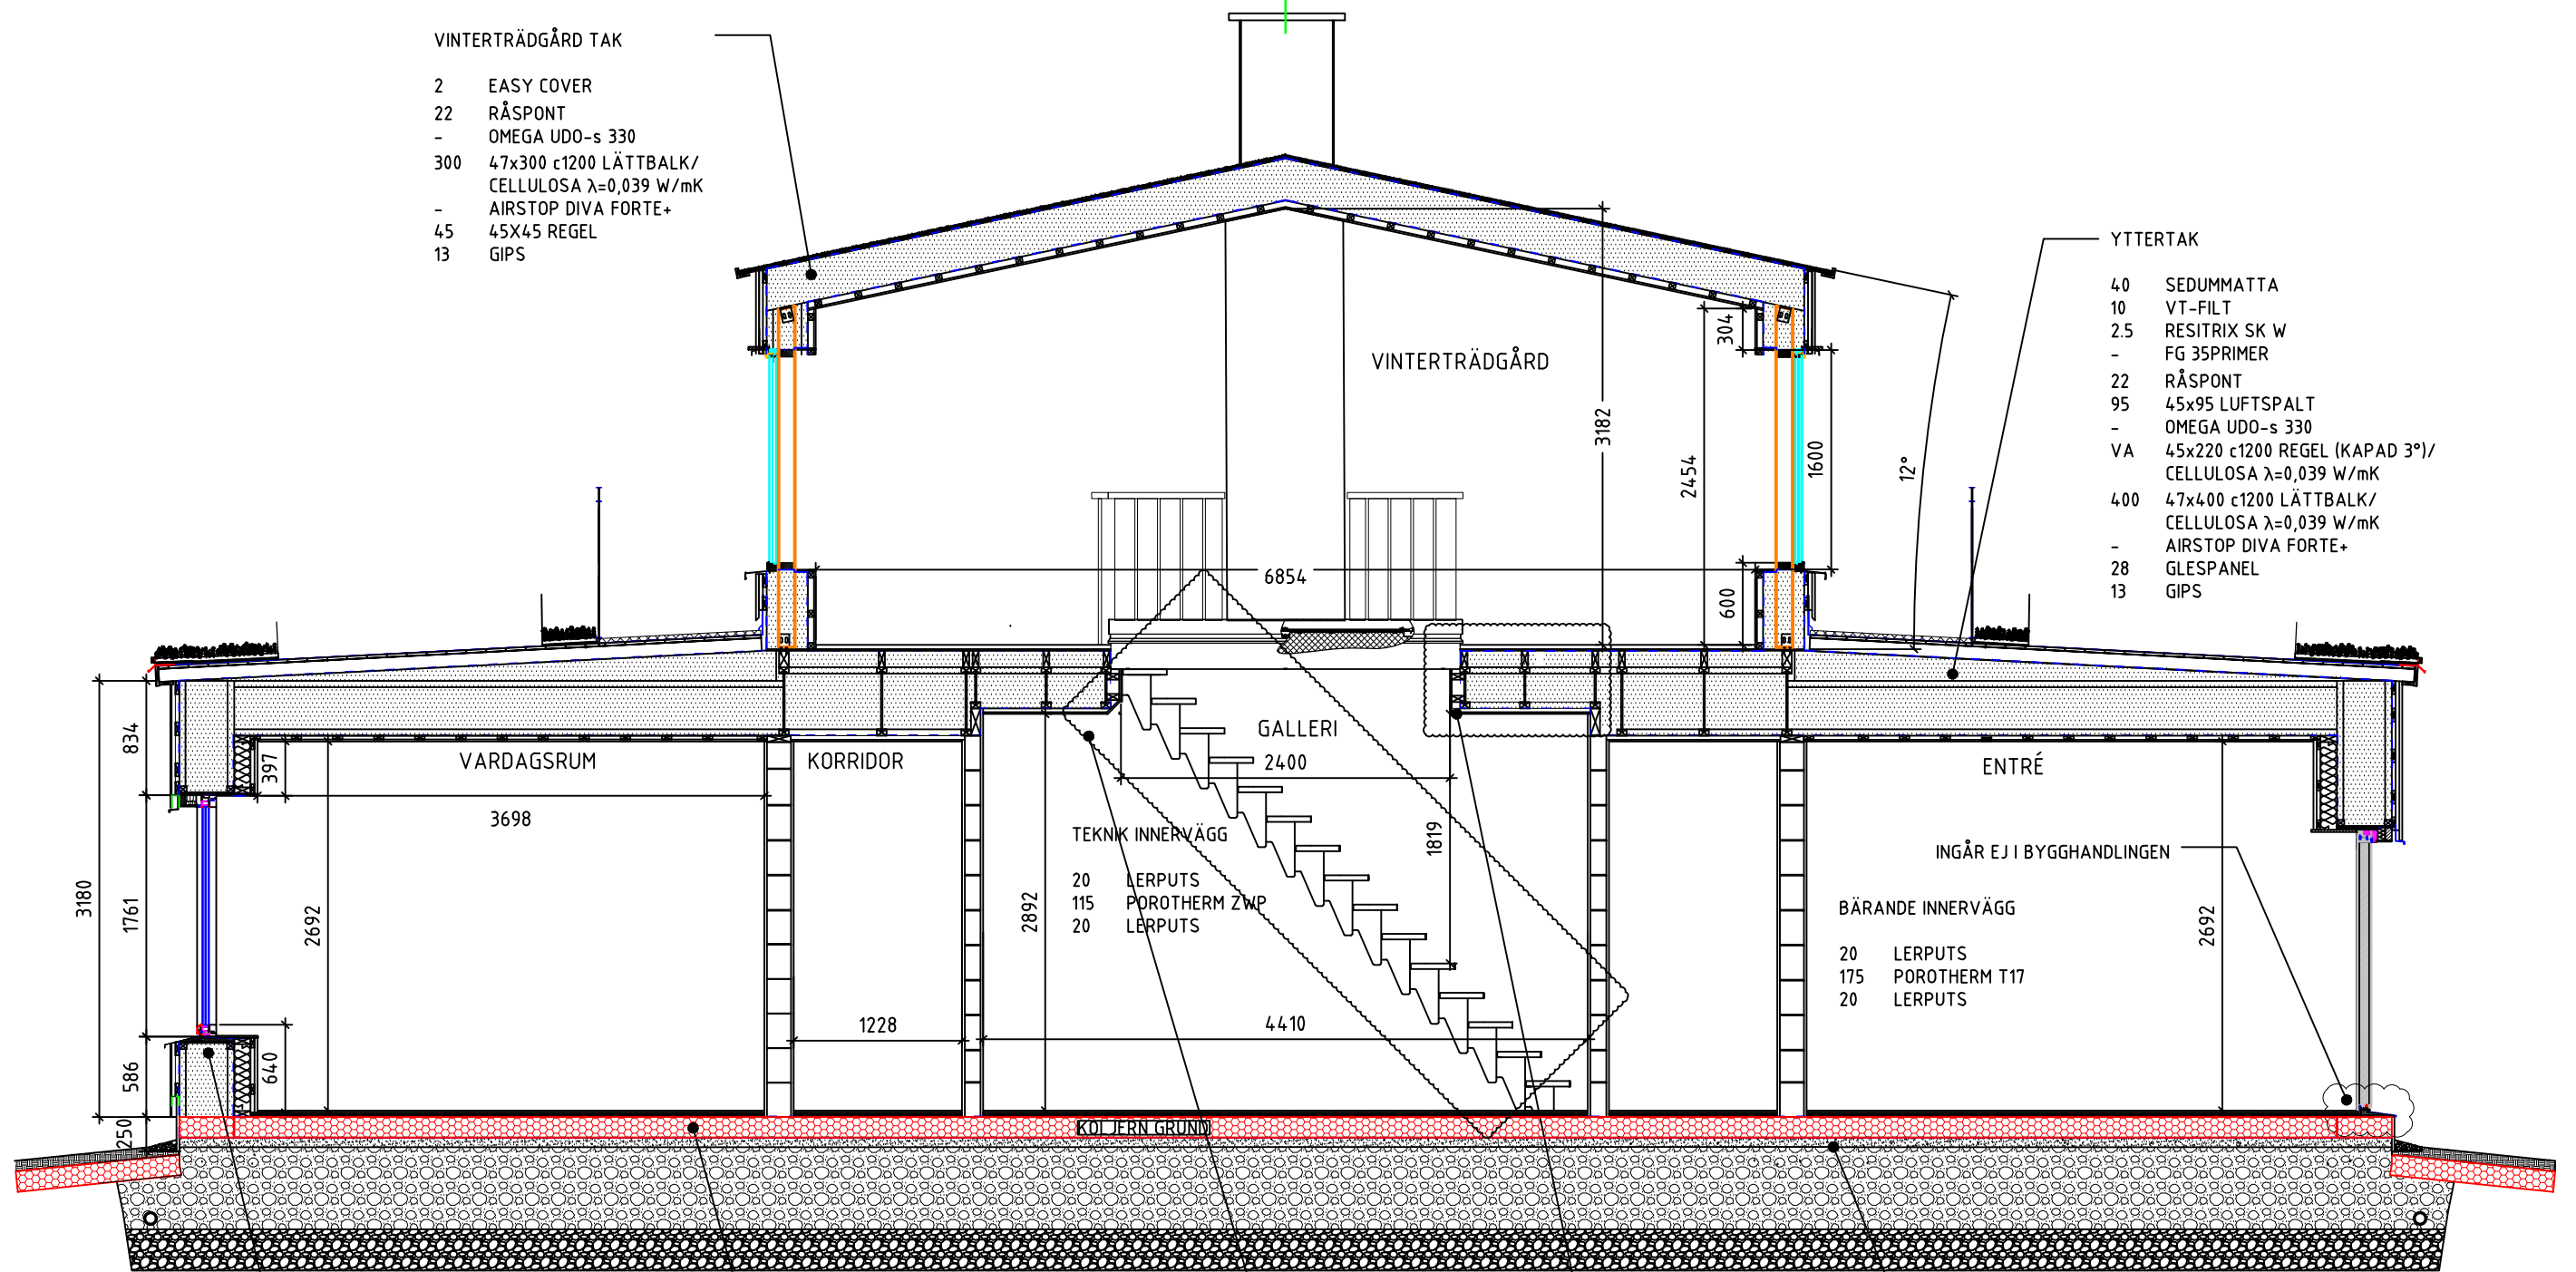 VINTERTRÄDGÅRD TAK
2 EASY COVER
22 RÅSPONT
- OMEGA UDO-s 330
300 47x300 c1200 LÄTTBALK/
CELLULOSA λ=0,039 W/mK
- AIRSTOP DIVA FORTE+
45 45X45 REGEL
13 GIPS
YTTERTAK
40 SEDUMMATTA
10 VT-FILT
2.5 RESITRIX SK W
- FG 35PRIMER
22 RÅSPONT
95 45x95 LUFTSPALT
- OMEGA UDO-s 330
VA 45x220 c1200 REGEL (KAPAD 3°)/
CELLULOSA λ=0,039 W/mK
400 47x400 c1200 LÄTTBALK/
CELLULOSA λ=0,039 W/mK
- AIRSTOP DIVA FORTE+
28 GLESPANEL
13 GIPS
VINTERTRÄDGÅRD
304
3182
2454
1600
12°
6854
600
834
397
VARDAGSRUM
KORRIDOR
GALLERI
2400
ENTRÉ
3698
TEKNIK INNERVÄGG
20 LERPUTS
115 POROTHERM ZWP
20 LERPUTS
1819
INGÅR EJ I BYGGHANDLINGEN
BÄRANDE INNERVÄGG
20 LERPUTS
175 POROTHERM T17
20 LERPUTS
3180
1761
2692
2892
2692
1228
4410
586
640
250
KOLJERN GRUND